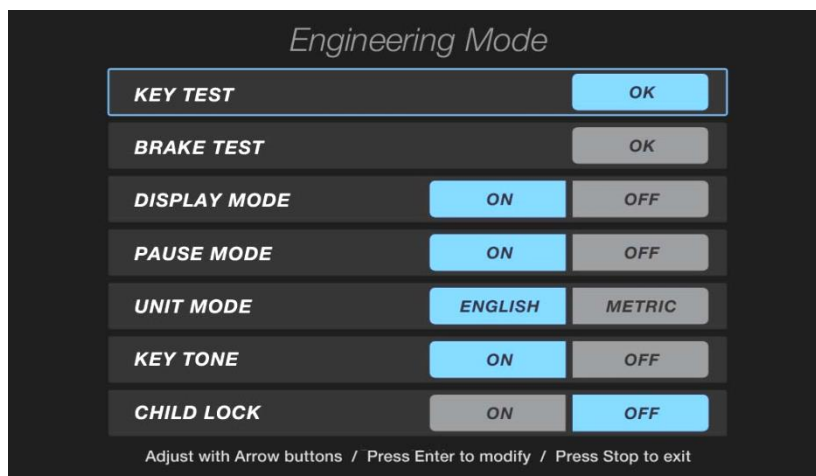 Engineering Mode
KEY TEST OK
BRAKE TEST OK
DISPLAY MODE ON OFF
PAUSE MODE ON OFF
UNIT MODE ENGLISH METRIC
KEY TONE ON OFF
CHILD LOCK ON OFF
Adjust with Arrow buttons / Press Enter to modify / Press Stop to exit